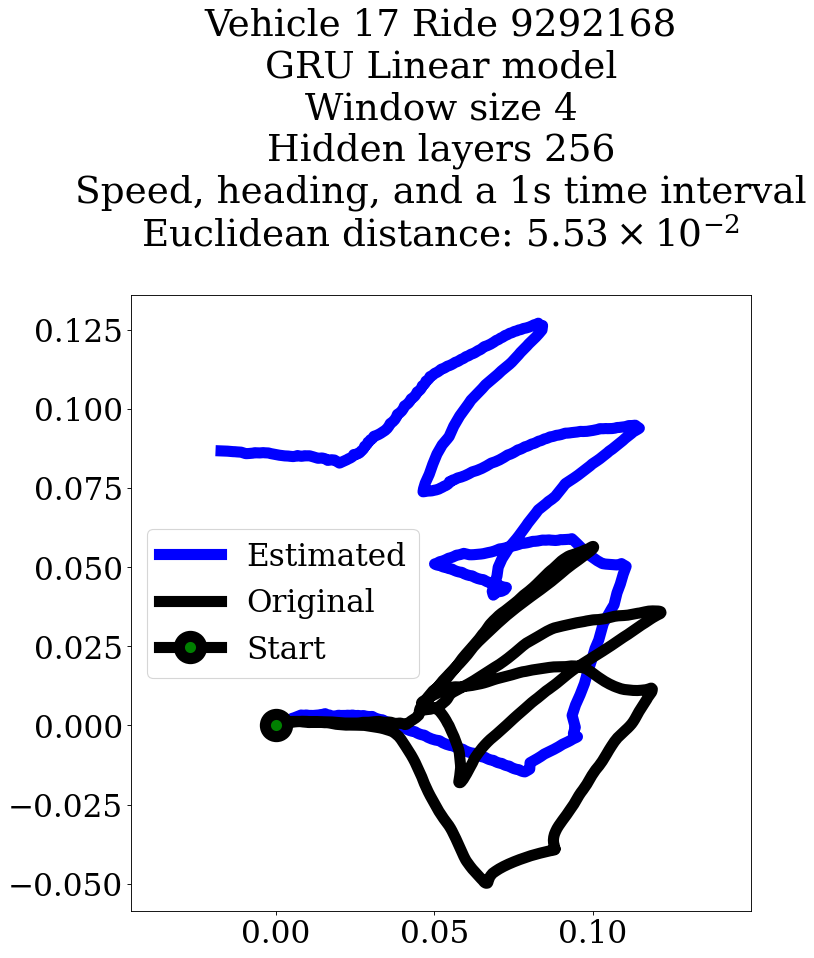 Vehicle 17 Ride 9292168
GRU Linear model
Window size 4
Hidden layers 256
Speed, heading, and a 1s time interval
Euclidean distance: 5.53 × 10⁻²
0.125
0.100
0.075
0.050
0.025
0.000
−0.025
−0.050
Estimated
Original
Start
0.00 0.05 0.10